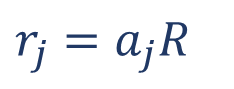 r_j = a_j R